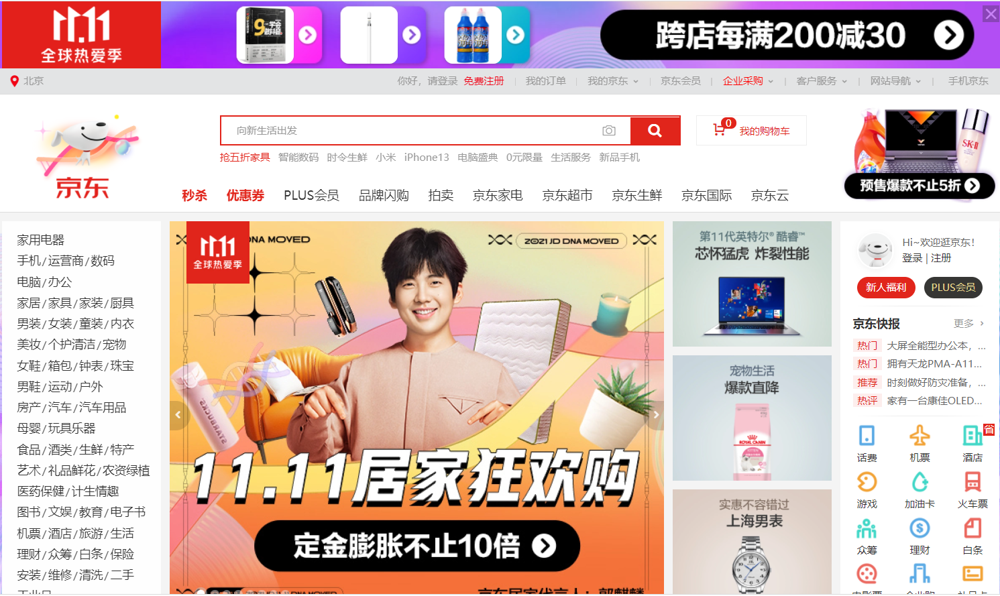 11.11
全球热爱季
9 学会做抖音
跨店每满200减30
北京
你好，请登录 免费注册
我的订单
我的京东
京东会员
企业采购
客户服务
网站导航
手机京东
京东
向新生活出发
0
我的购物车
抢五折家具 智能数码 时令生鲜 小米 iPhone13 电脑盛典 0元限量 生活服务 新品手机
SK-II
预售爆款不止5折
秒杀 优惠券 PLUS会员 品牌闪购 拍卖 京东家电 京东超市 京东生鲜 京东国际 京东云
家用电器
手机/运营商/数码
电脑/办公
家居/家具/家装/厨具
男装/女装/童装/内衣
美妆/个护清洁/宠物
女鞋/箱包/钟表/珠宝
男鞋/运动/户外
房产/汽车/汽车用品
母婴/玩具乐器
食品/酒类/生鲜/特产
艺术/礼品鲜花/农资绿植
医药保健/计生情趣
图书/文娱/教育/电子书
机票/酒店/旅游/生活
理财/众筹/白条/保险
安装/维修/清洗/二手
11.11
全球热爱季
DNA MOVED
2021 JD DNA MOVED
STARBUCKS
11.11居家狂欢购
定金膨胀不止10倍
DNA MOVED
京东居家代言人：郭麒麟
第11代英特尔® 酷睿™
芯怀猛虎 炸裂性能
宠物生活
爆款直降
ROYAL CANIN
实惠不容错过
上海男表
Hi~欢迎逛京东！
登录 | 注册
新人福利
PLUS会员
京东快报
更多
热门 大屏全能型办公本，...
热门 拥有天龙PMA-A11...
推荐 时刻做好防灾准备，...
热评 家有一台康佳OLED...
省
话费 机票 酒店
游戏 加油卡 火车票
众筹 理财 白条